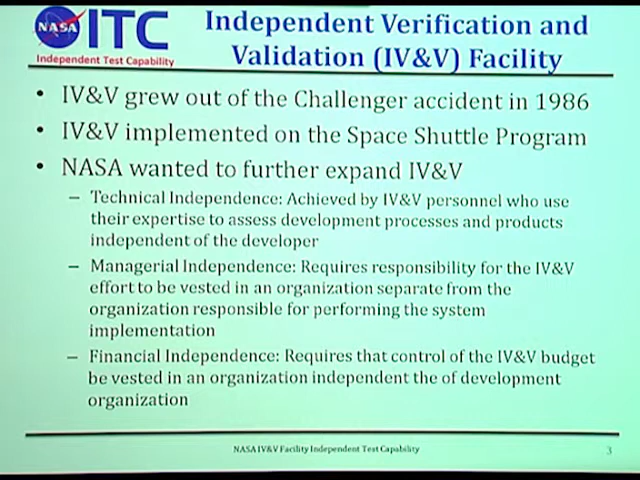 NASA ITC
Independent Test Capability
Independent Verification and
Validation (IV&V) Facility
• IV&V grew out of the Challenger accident in 1986
• IV&V implemented on the Space Shuttle Program
• NASA wanted to further expand IV&V
– Technical Independence: Achieved by IV&V personnel who use
their expertise to assess development processes and products
independent of the developer
– Managerial Independence: Requires responsibility for the IV&V
effort to be vested in an organization separate from the
organization responsible for performing the system
implementation
– Financial Independence: Requires that control of the IV&V budget
be vested in an organization independent the of development
organization
NASA IV&V Facility Independent Test Capability
3